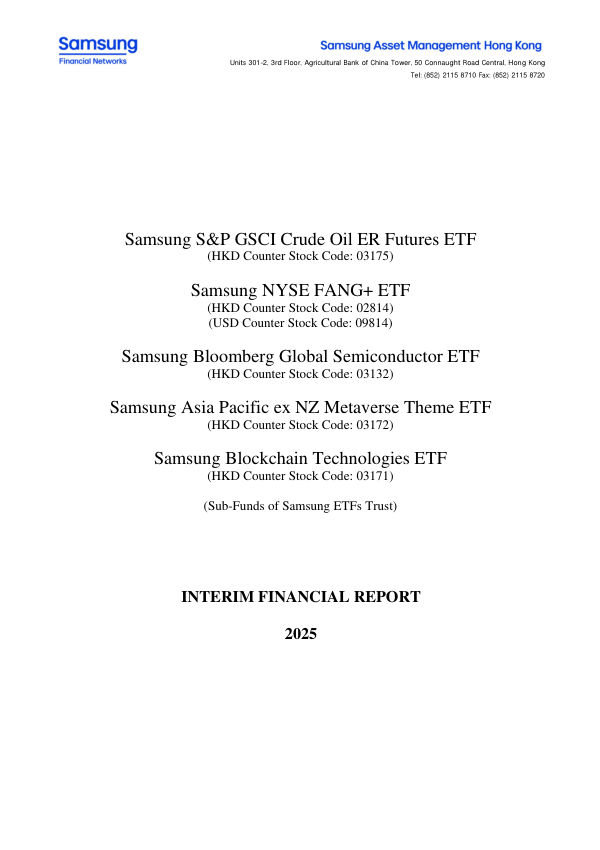 Samsung
Financial Networks
Samsung Asset Management Hong Kong
Units 301-2, 3rd Floor, Agricultural Bank of China Tower, 50 Connaught Road Central, Hong Kong
Tel: (852) 2115 8710 Fax: (852) 2115 8720
Samsung S&P GSCI Crude Oil ER Futures ETF
(HKD Counter Stock Code: 03175)
Samsung NYSE FANG+ ETF
(HKD Counter Stock Code: 02814)
(USD Counter Stock Code: 09814)
Samsung Bloomberg Global Semiconductor ETF
(HKD Counter Stock Code: 03132)
Samsung Asia Pacific ex NZ Metaverse Theme ETF
(HKD Counter Stock Code: 03172)
Samsung Blockchain Technologies ETF
(HKD Counter Stock Code: 03171)
(Sub-Funds of Samsung ETFs Trust)
INTERIM FINANCIAL REPORT
2025